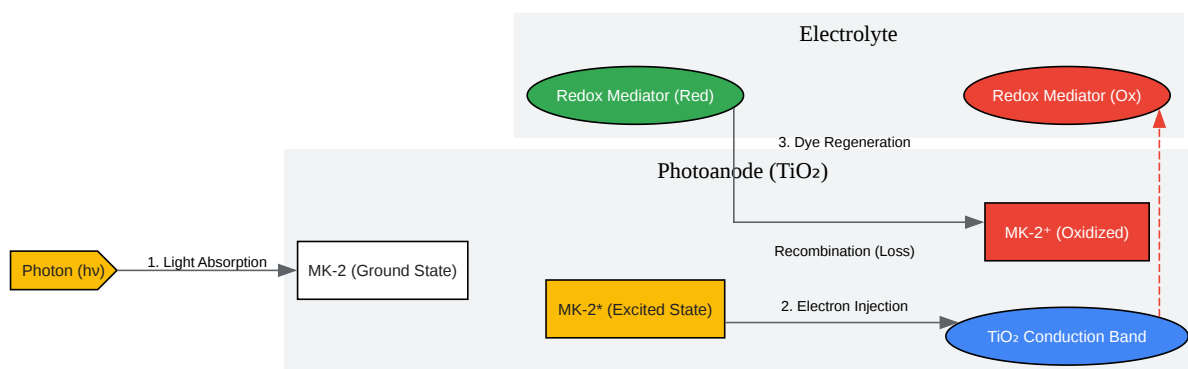 Electrolyte
Redox Mediator (Red)
Redox Mediator (Ox)
3. Dye Regeneration
Photoanode (TiO₂)
MK-2⁺ (Oxidized)
Recombination (Loss)
Photon (hν)
1. Light Absorption
MK-2 (Ground State)
MK-2* (Excited State)
2. Electron Injection
TiO₂ Conduction Band